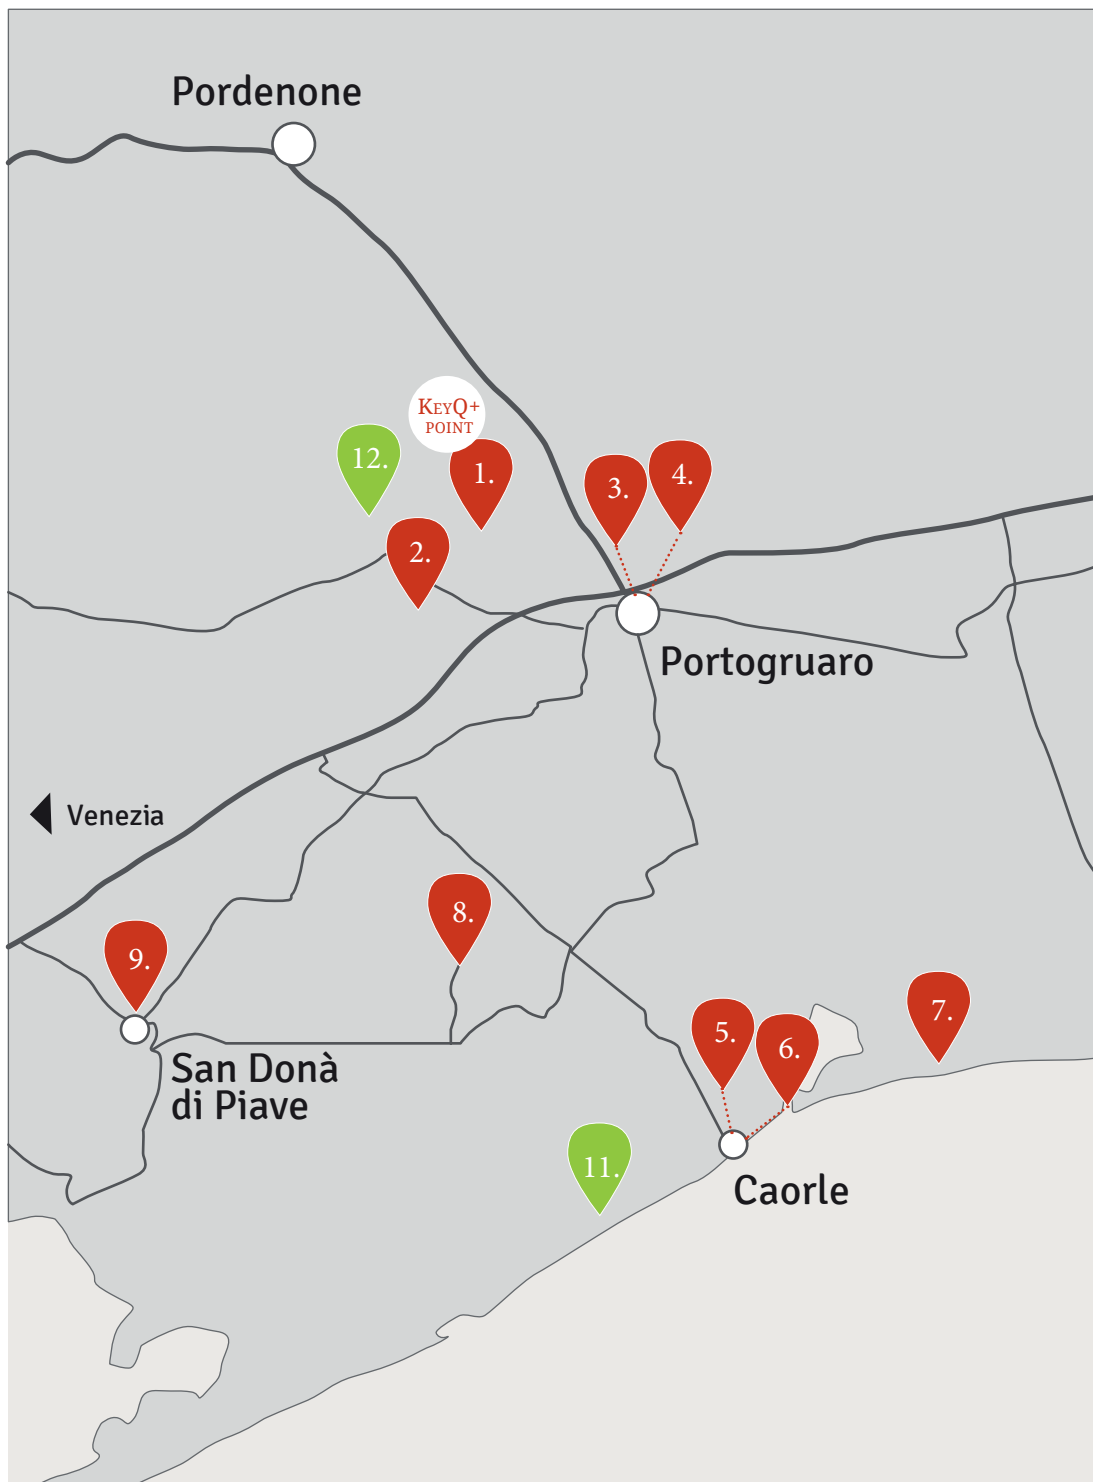 Pordenone
KeyQ+
POINT
12.
1.
3.
4.
2.
Portogruaro
Venezia
8.
9.
7.
5.
6.
San Donà
di Piave
11.
Caorle